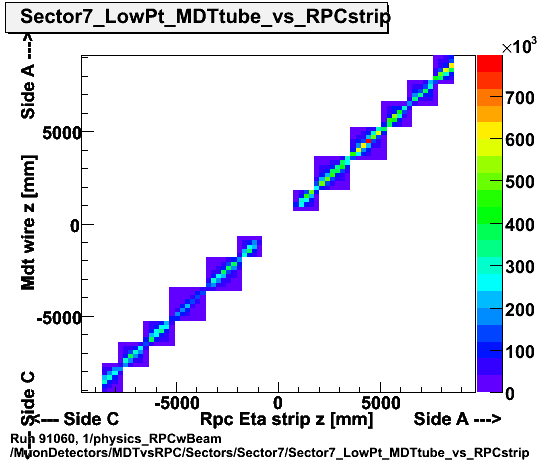 Sector7_LowPt_MDTtube_vs_RPCstrip
×10³
Side A --->
Mdt wire z [mm]
<--- Side C
5000
0
-5000
700
600
500
400
300
200
100
0
-5000 0 5000
<--- Side C Rpc Eta strip z [mm] Side A --->
Run 91060, 1/physics_RPCwBeam
/MuonDetectors/MDTvsRPC/Sectors/Sector7/Sector7_LowPt_MDTtube_vs_RPCstrip